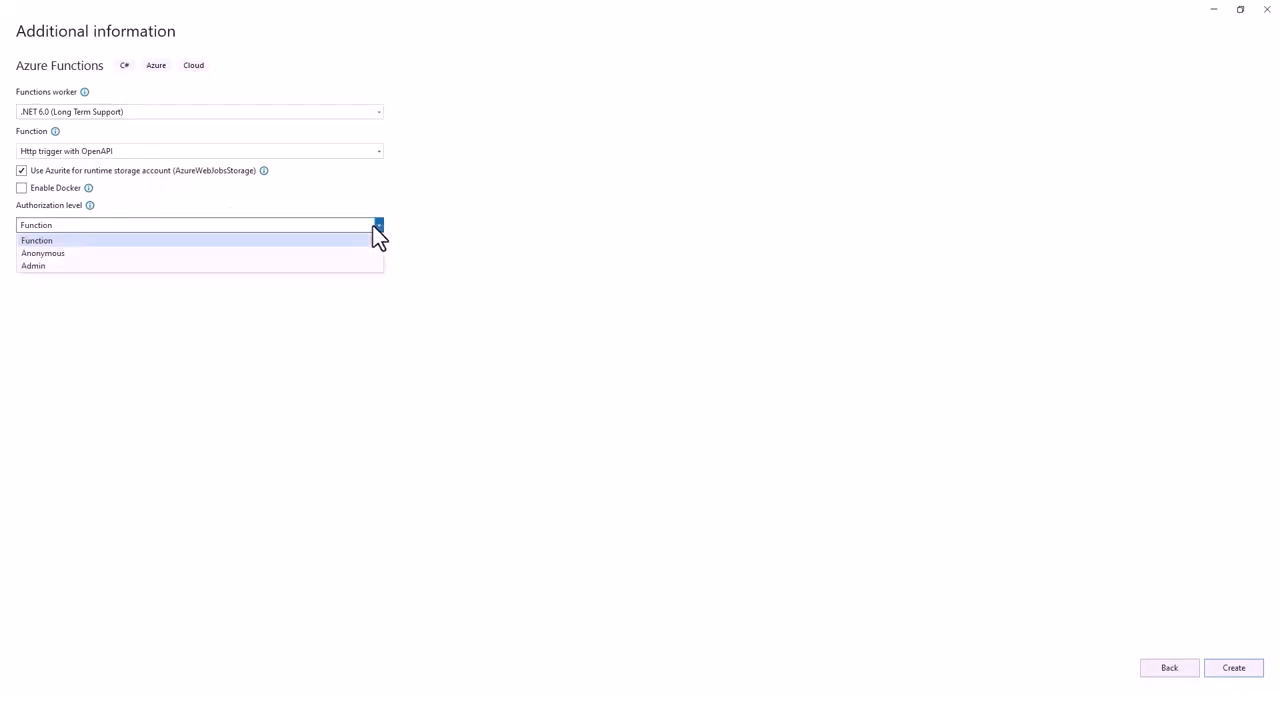 Additional information
Azure Functions C# Azure Cloud
Functions worker
.NET 6.0 (Long Term Support)
Function
Http trigger with OpenAPI
Use Azurite for runtime storage account (AzureWebJobsStorage)
Enable Docker
Authorization level
Function
Function
Anonymous
Admin
Back Create